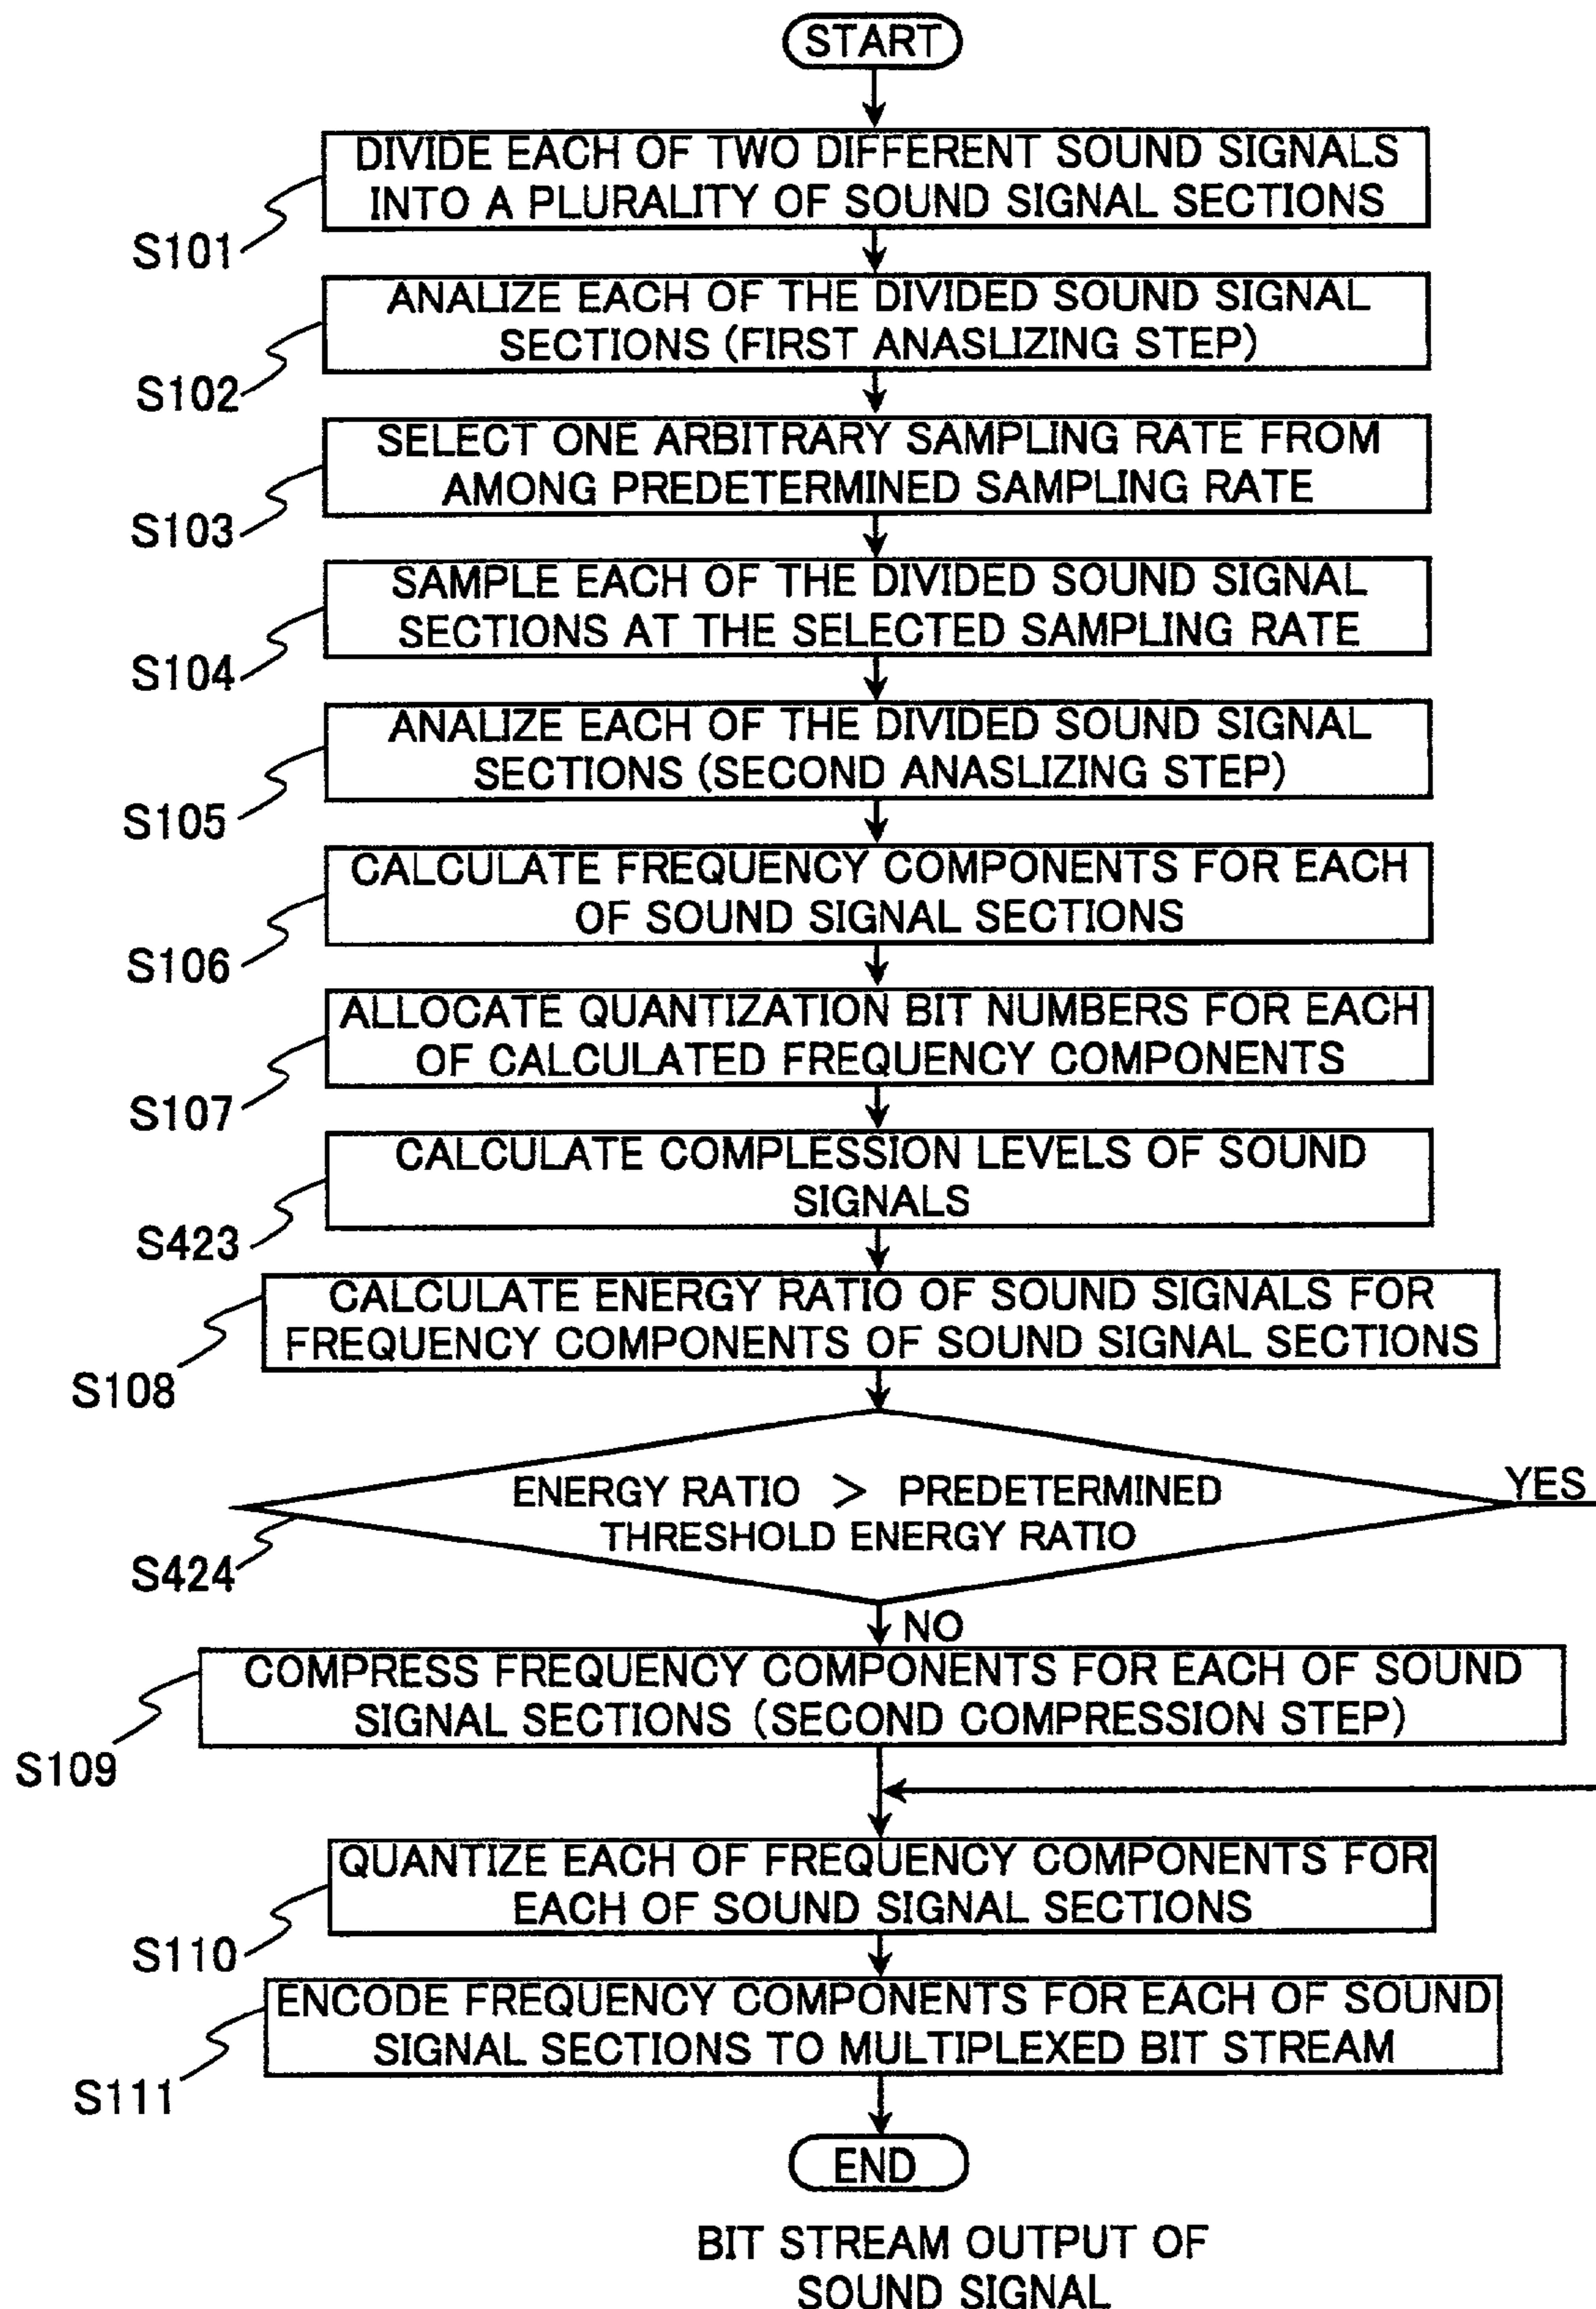 START
DIVIDE EACH OF TWO DIFFERENT SOUND SIGNALS
INTO A PLURALITY OF SOUND SIGNAL SECTIONS
S101
ANALIZE EACH OF THE DIVIDED SOUND SIGNAL
SECTIONS (FIRST ANASLIZING STEP)
S102
SELECT ONE ARBITRARY SAMPLING RATE FROM
AMONG PREDETERMINED SAMPLING RATE
S103
SAMPLE EACH OF THE DIVIDED SOUND SIGNAL
SECTIONS AT THE SELECTED SAMPLING RATE
S104
ANALIZE EACH OF THE DIVIDED SOUND SIGNAL
SECTIONS (SECOND ANASLIZING STEP)
S105
CALCULATE FREQUENCY COMPONENTS FOR EACH
OF SOUND SIGNAL SECTIONS
S106
ALLOCATE QUANTIZATION BIT NUMBERS FOR EACH
OF CALCULATED FREQUENCY COMPONENTS
S107
CALCULATE COMPLESSION LEVELS OF SOUND
SIGNALS
S423
CALCULATE ENERGY RATIO OF SOUND SIGNALS FOR
FREQUENCY COMPONENTS OF SOUND SIGNAL SECTIONS
S108
ENERGY RATIO > PREDETERMINED
THRESHOLD ENERGY RATIO
YES
S424
NO
COMPRESS FREQUENCY COMPONENTS FOR EACH OF SOUND
SIGNAL SECTIONS (SECOND COMPRESSION STEP)
S109
QUANTIZE EACH OF FREQUENCY COMPONENTS FOR
EACH OF SOUND SIGNAL SECTIONS
S110
ENCODE FREQUENCY COMPONENTS FOR EACH OF SOUND
SIGNAL SECTIONS TO MULTIPLEXED BIT STREAM
S111
END
BIT STREAM OUTPUT OF
SOUND SIGNAL